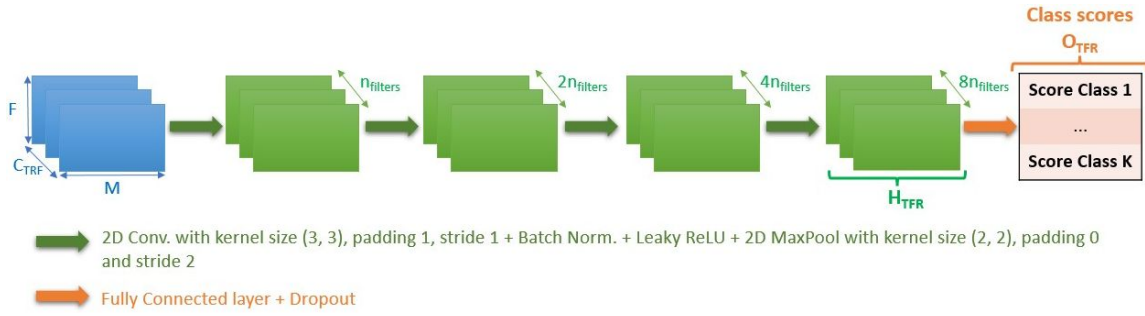 Class scores
O_TFR
n_filters
2n_filters
4n_filters
8n_filters
F
C_TRF
M
Score Class 1
...
Score Class K
H_TFR
2D Conv. with kernel size (3, 3), padding 1, stride 1 + Batch Norm. + Leaky ReLU + 2D MaxPool with kernel size (2, 2), padding 0
and stride 2
Fully Connected layer + Dropout